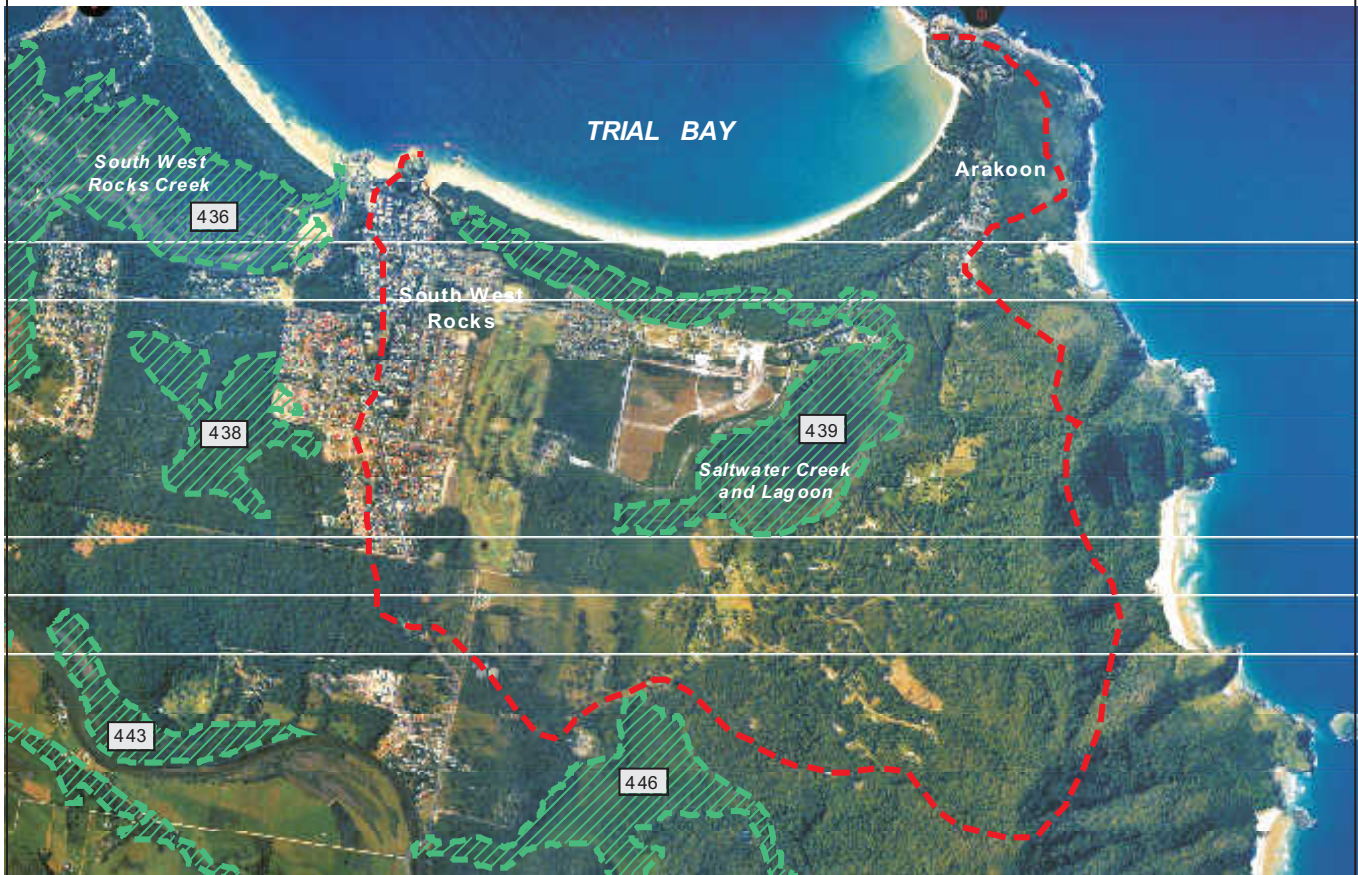 TRIAL BAY
South West
Rocks Creek
Arakoon
436
South West
Rocks
438
439
Saltwater Creek
and Lagoon
443
446